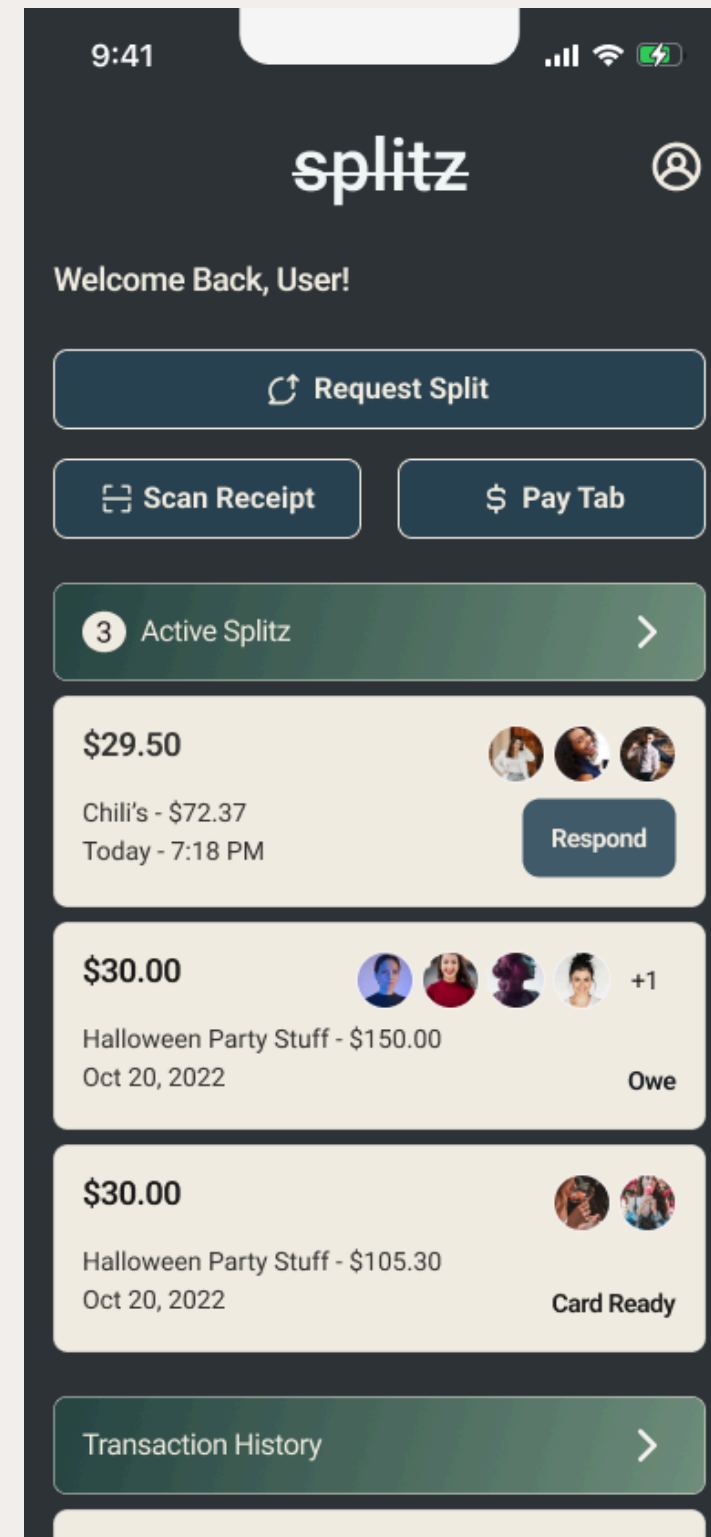 9:41
splitz
Welcome Back, User!
Request Split
Scan Receipt
$ Pay Tab
3 Active Splitz
$29.50
Chili’s - $72.37
Today - 7:18 PM
Respond
$30.00
+1
Halloween Party Stuff - $150.00
Oct 20, 2022
Owe
$30.00
Halloween Party Stuff - $105.30
Oct 20, 2022
Card Ready
Transaction History